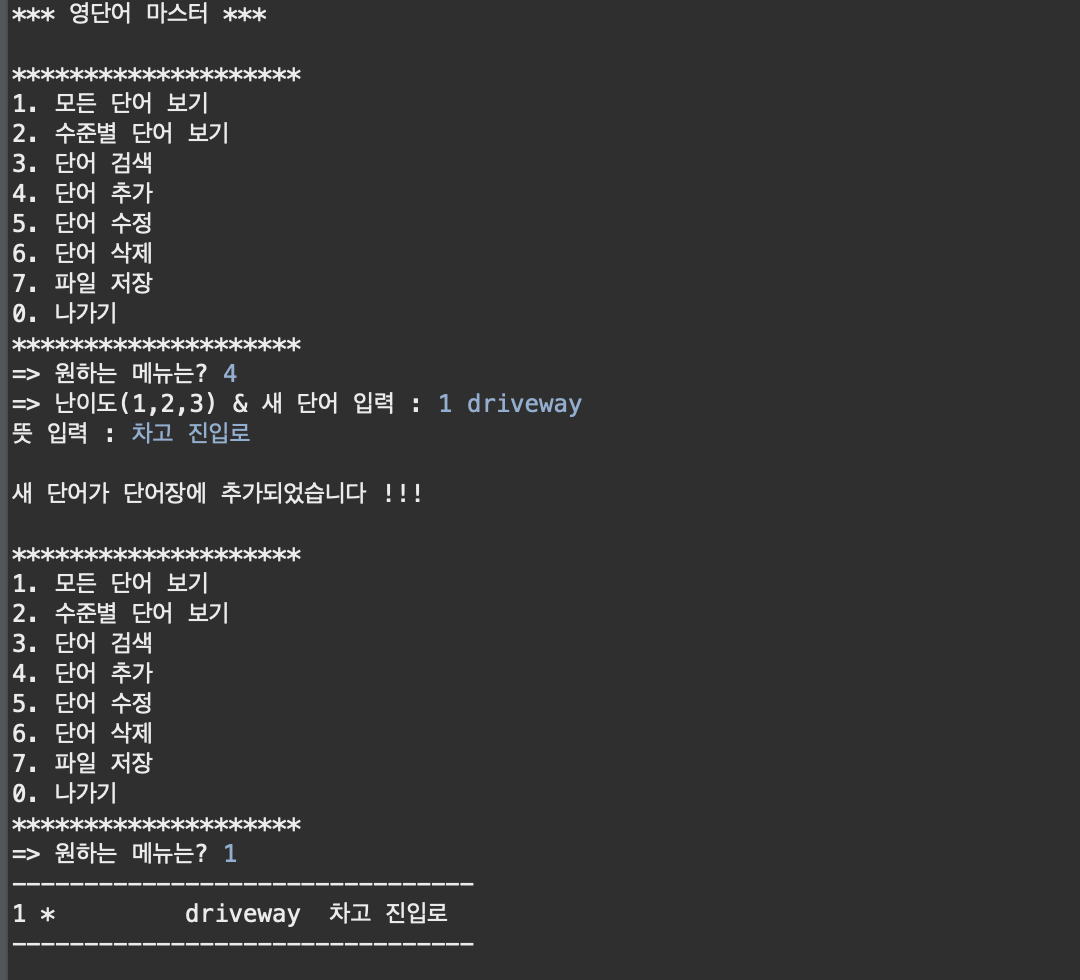 *** 영단어 마스터 ***
********************
1. 모든 단어 보기
2. 수준별 단어 보기
3. 단어 검색
4. 단어 추가
5. 단어 수정
6. 단어 삭제
7. 파일 저장
0. 나가기
********************
=> 원하는 메뉴는? 4
=> 난이도(1,2,3) & 새 단어 입력 : 1 driveway
뜻 입력 : 차고 진입로
새 단어가 단어장에 추가되었습니다 !!!
********************
1. 모든 단어 보기
2. 수준별 단어 보기
3. 단어 검색
4. 단어 추가
5. 단어 수정
6. 단어 삭제
7. 파일 저장
0. 나가기
********************
=> 원하는 메뉴는? 1
--------------------------------
1 *         driveway  차고 진입로
--------------------------------